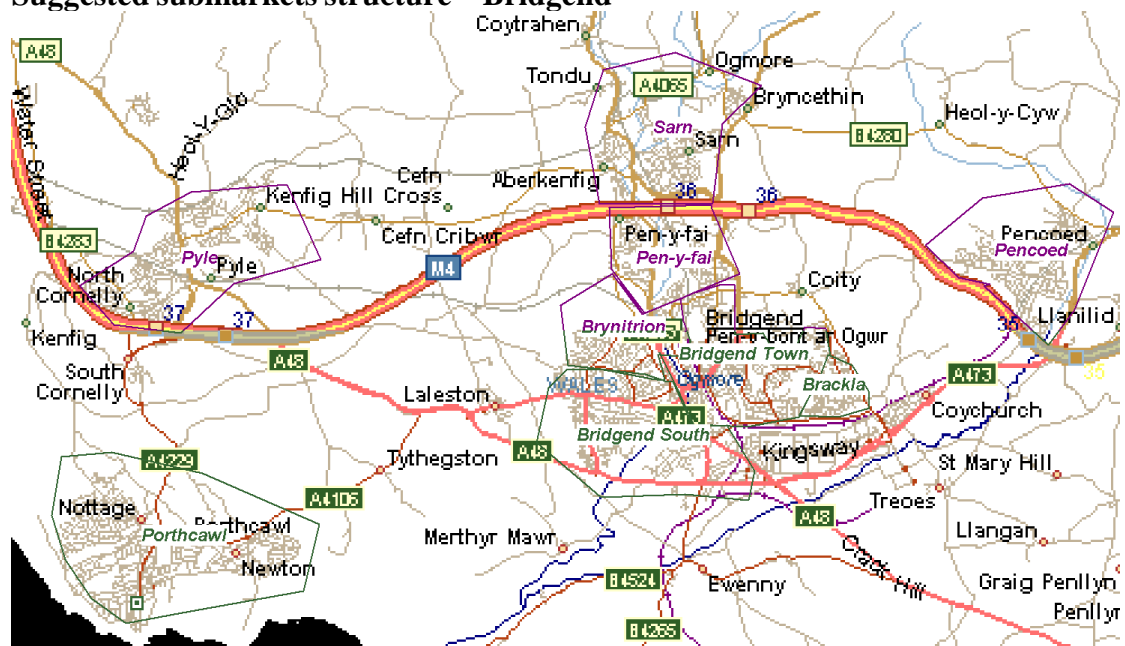 Suggested submarkets structure – Bridgend
Coytrahen
A48
Tondu
Ogmore
A4065
Bryncethin
Water Street
Heol-Y-Glo
Sarn
Sarn
Heol-y-Cyw
B4280
Cefn
Aberkenfig
Kenfig Hill Cross
36
36
Cefn Cribwr
Pen-y-fai
Pencoed
B4283
Pen-y-fai
Pencoed
Pyle
Pyle
M4
North
Cornelly
Coity
37
37
Bridgend
Llanilid
Kenfig
Brynitrion
Pen-y-bont ar Ogwr
35
A48
Bridgend Town
35
South
Cornelly
WALES
Ogmore
Brackla
A473
Laleston
A473
Coychurch
Bridgend South
A48
Kingsway
A4229
Tythegston
St Mary Hill
Nottage
A4106
Treoes
Porthcawl
Porthcawl
A48
Llangan
Merthyr Mawr
Crack Hill
Newton
B4524
Ewenny
Graig Penllyn
Penllyn
B4265